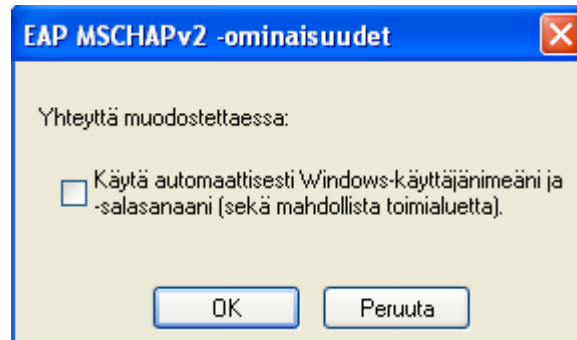 EAP MSCHAPv2 -ominaisuudet
Yhteyttä muodostettaessa:
Käytä automaattisesti Windows-käyttäjänimeäni ja
-salasanaani (sekä mahdollista toimialuetta).
OK
Peruuta